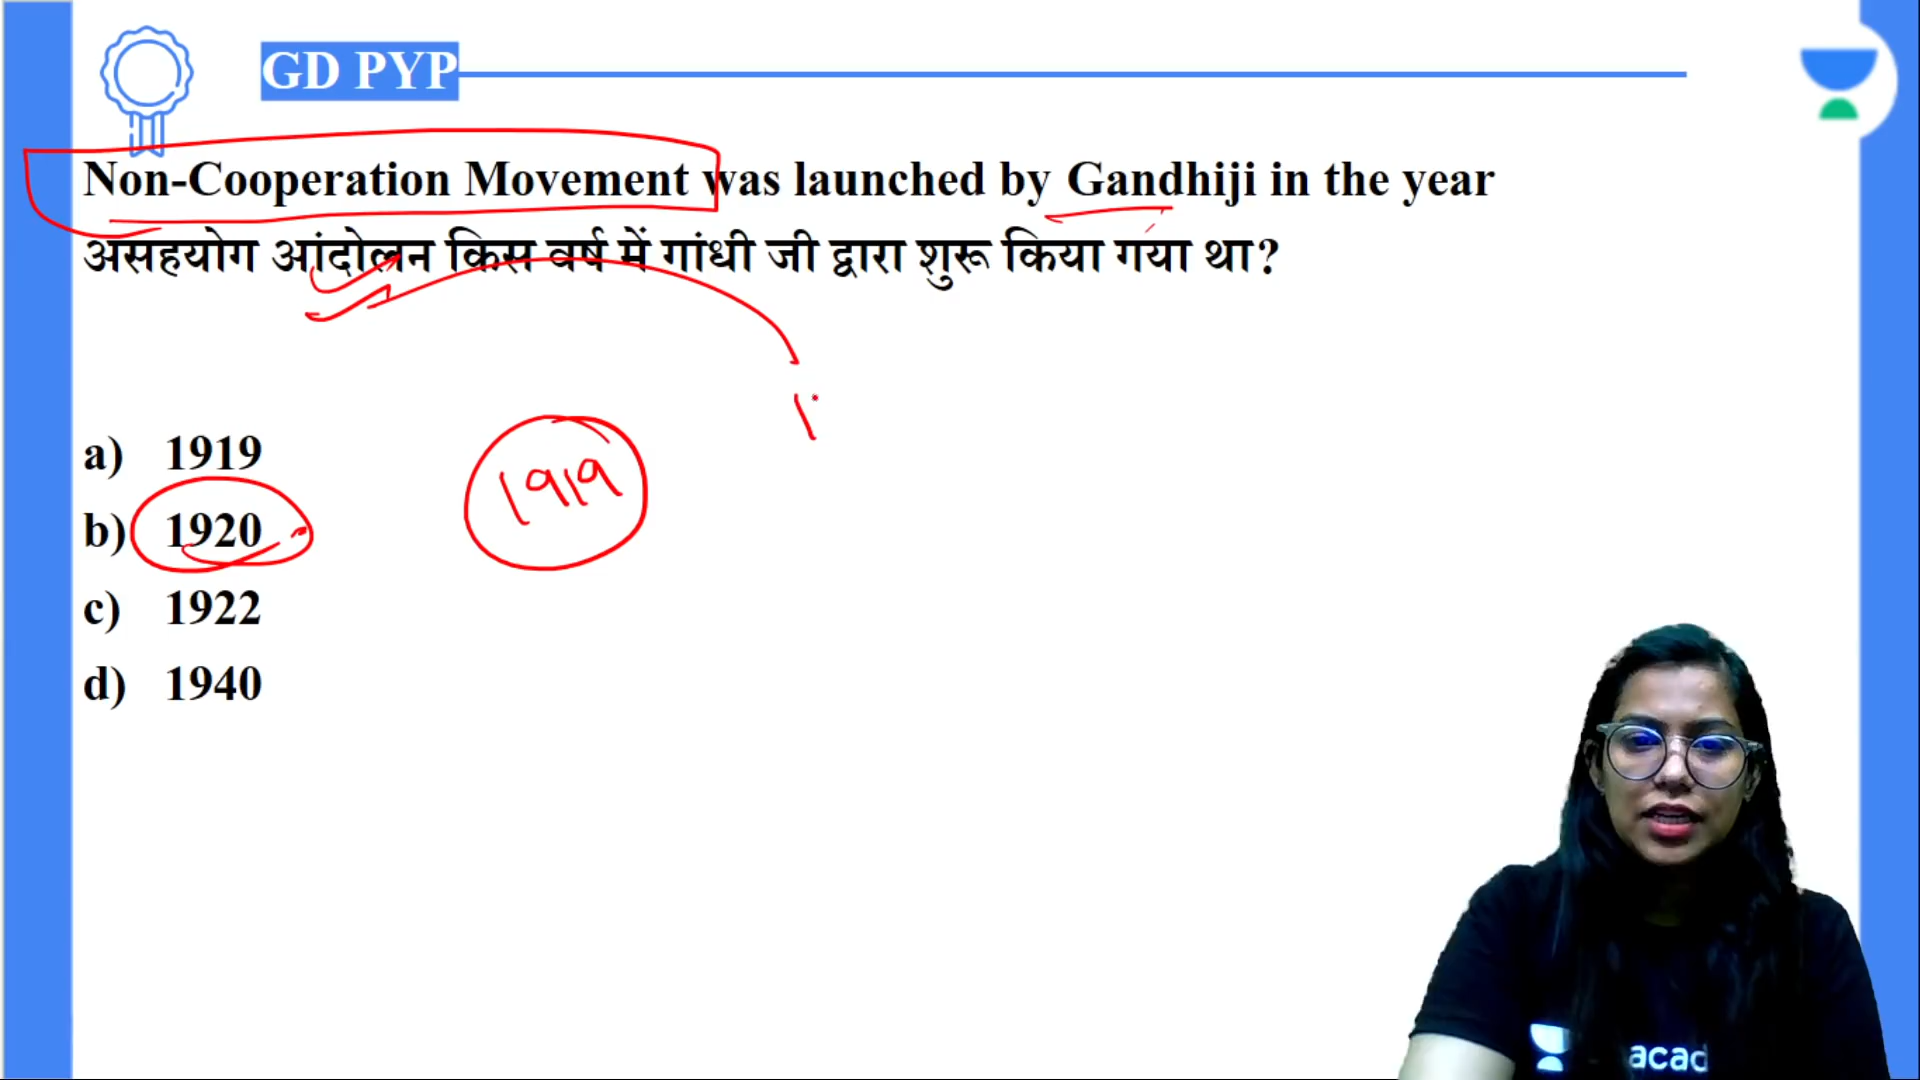 GD PYP
Non-Cooperation Movement was launched by Gandhiji in the year
असहयोग आंदोलन किस वर्ष में गांधी जी द्वारा शुरू किया गया था?
a) 1919
1919
b) 1920
c) 1922
d) 1940
acad